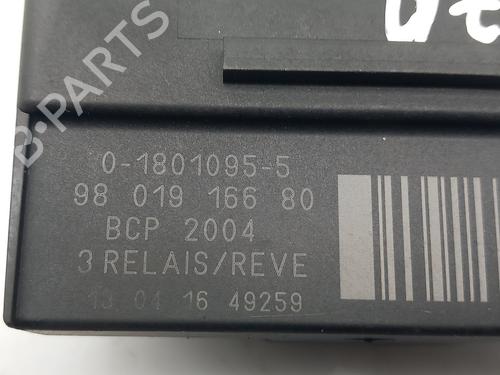 B-PARTS
0-1801095-5
98 019 166 80
BCP 2004
3 RELAIS/REVE
13 04 16 49259